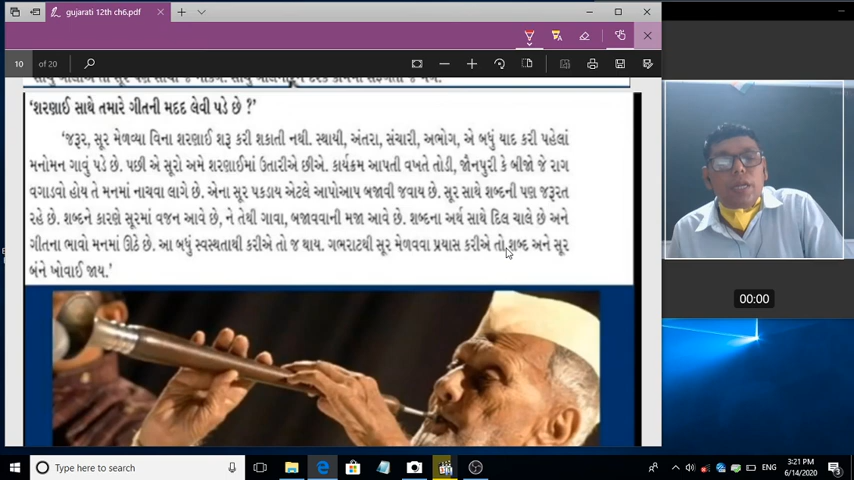 gujarati 12th ch6.pdf
10 of 20
'શરણાઈ સાથે તમારે ગીતની મદદ લેવી પડે છે ?'
'જરૂર, સૂર મેળવ્યા વિના શરણાઈ શરૂ કરી શકાતી નથી. સ્થાયી, અંતરા, સંચારી, અભોગ, એ બધું યાદ કરી પહેલાં
મનોમન ગાવું પડે છે. પછી એ સૂરો અમે શરણાઈમાં ઉતારીએ છીએ. કાર્યક્રમ આપતી વખતે તોડી, જૌનપુરી કે બીજો જે રાગ
વગાડવો હોય તે મનમાં નાચવા લાગે છે. એના સૂર પકડાય એટલે આપોઆપ બજાવી જવાય છે. સૂર સાથે શબ્દની પણ જરૂરત
રહે છે. શબ્દને કારણે સૂરમાં વજન આવે છે, ને તેથી ગાવા, બજાવવાની મજા આવે છે. શબ્દના અર્થ સાથે દિલ ચાલે છે અને
ગીતના ભાવો મનમાં ઊઠે છે. આ બધું સ્વસ્થતાથી કરીએ તો જ થાય. ગભરાટથી સૂર મેળવવા પ્રયાસ કરીએ તો શબ્દ અને સૂર
બંને ખોવાઈ જાય.'
00:00
Type here to search
ENG
3:21 PM
6/14/2020
3